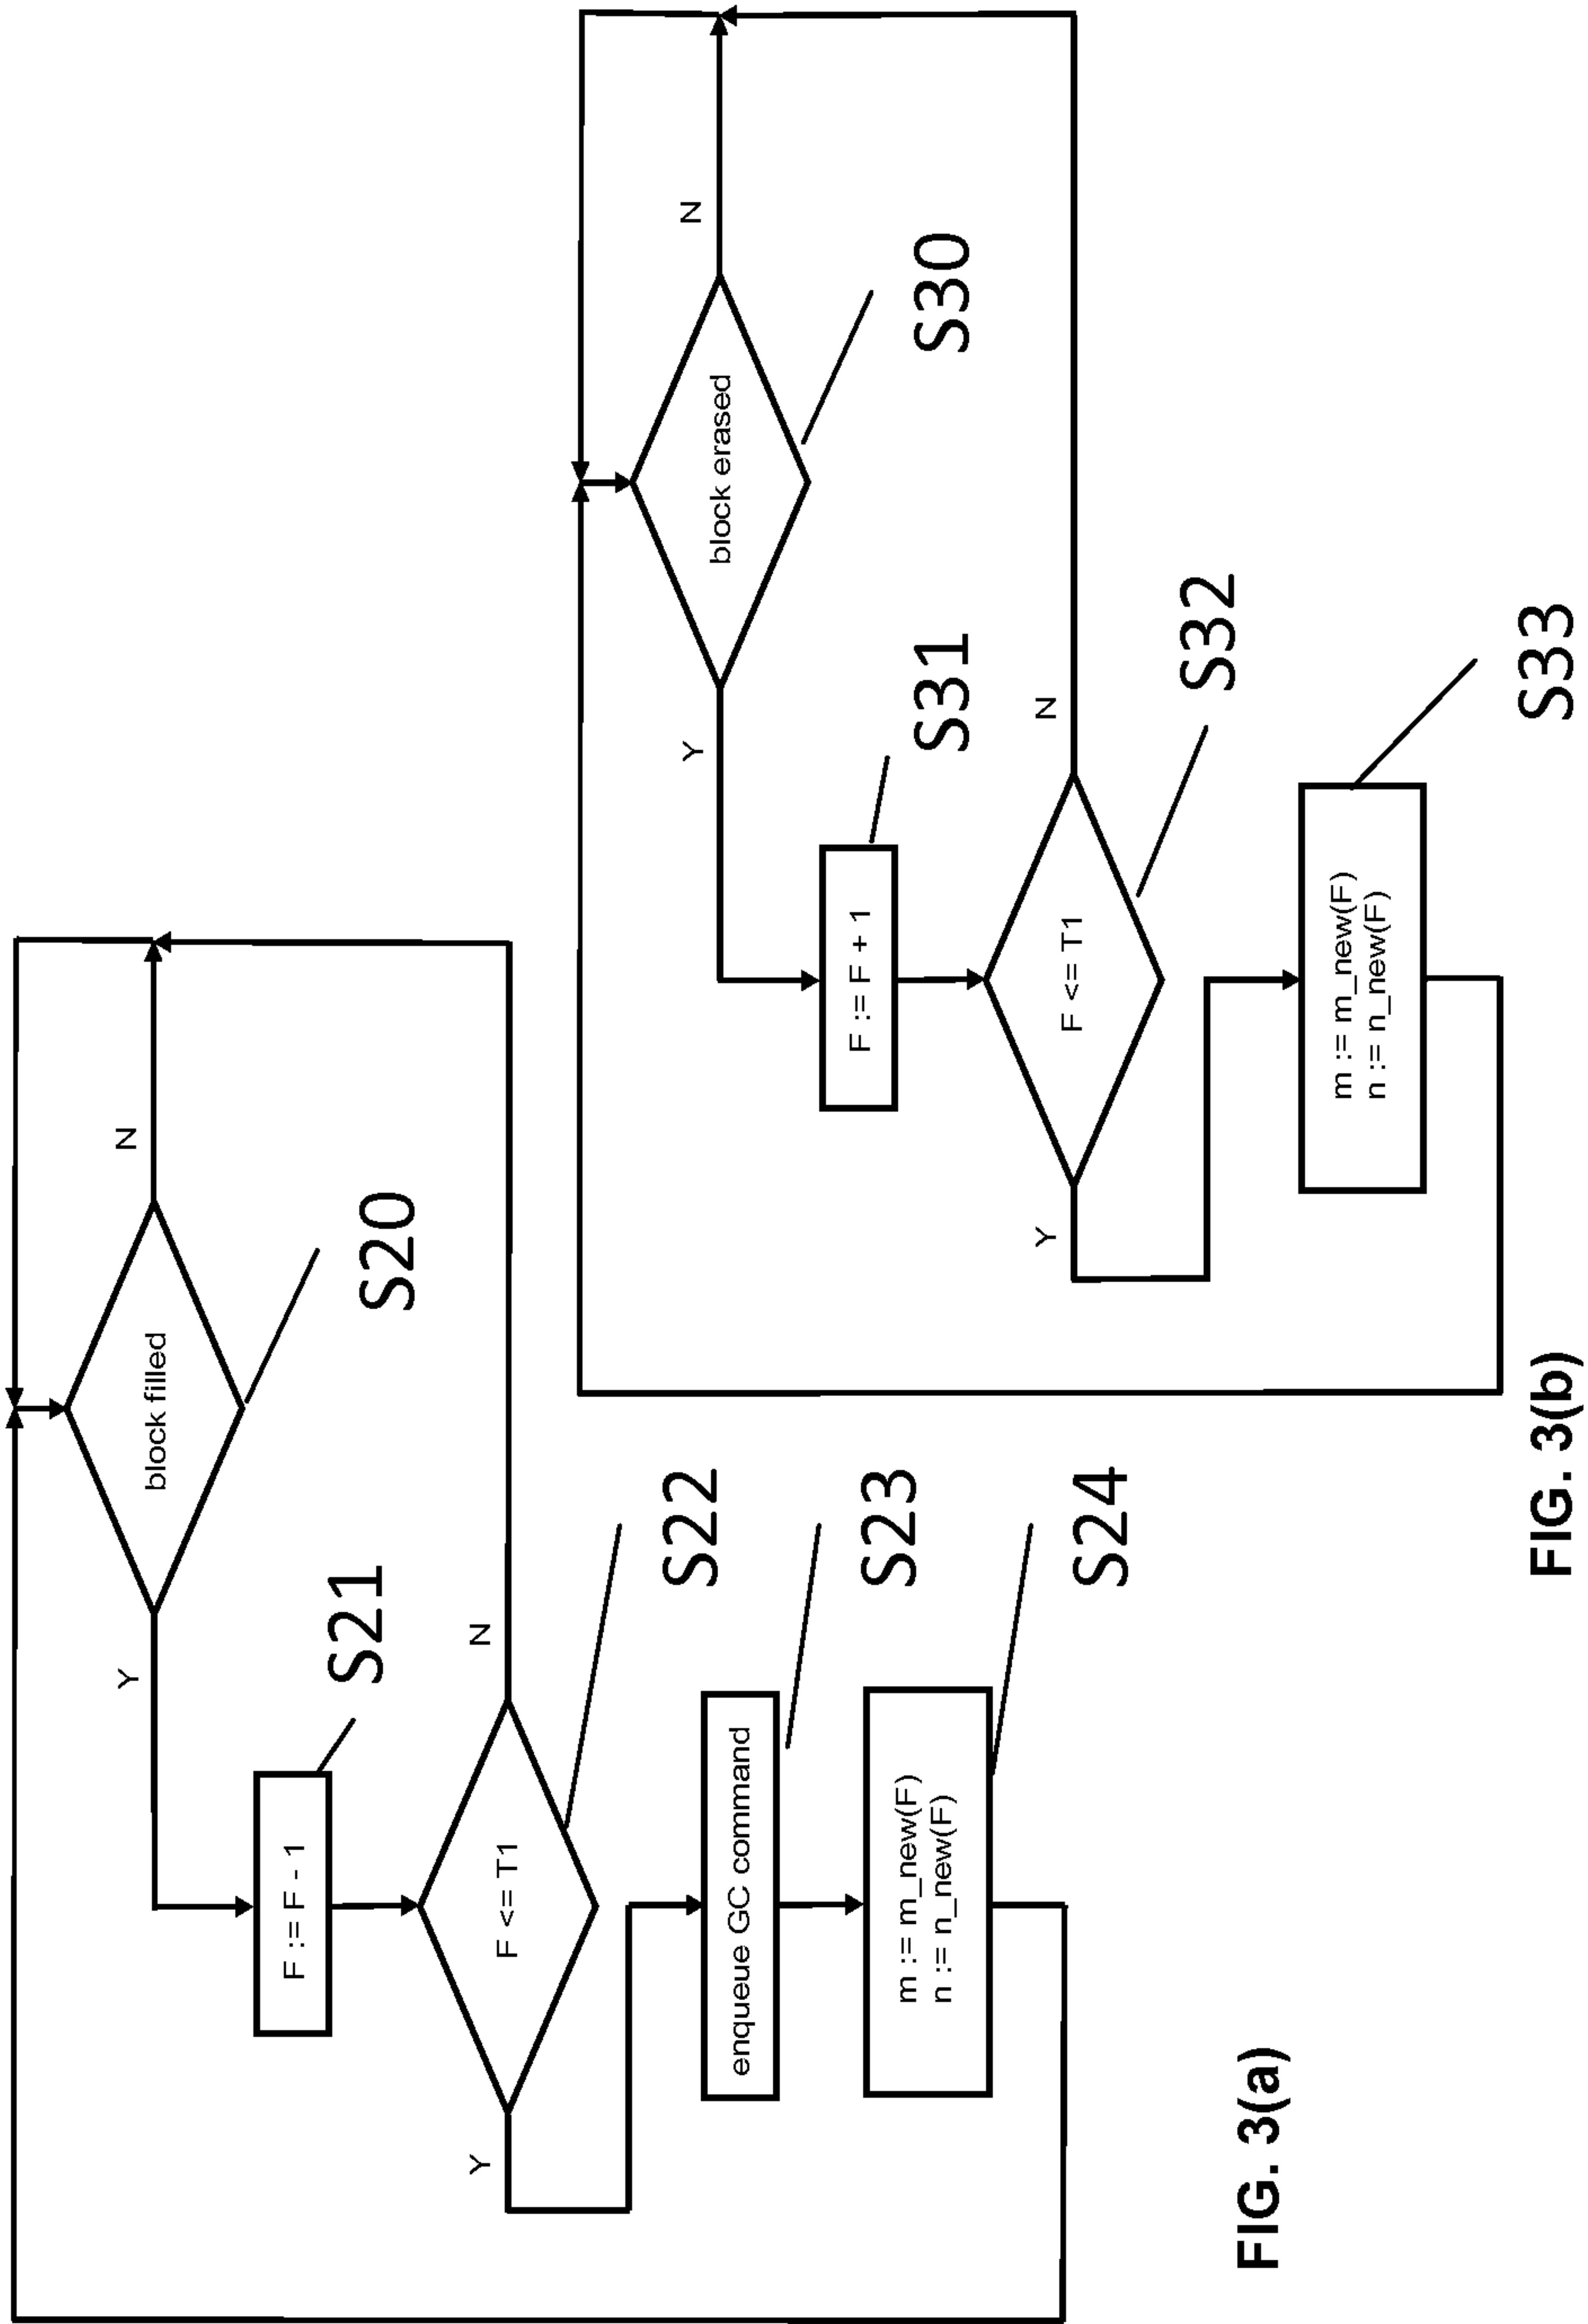 block filled
N
S20
Y
F := F - 1
S21
F <= T1
N
S22
Y
enqueue GC command
S23
m := m_new(F)
n := n_new(F)
S24
FIG. 3(a)
block erased
N
S30
Y
F := F + 1
S31
F <= T1
N
S32
Y
m := m_new(F)
n := n_new(F)
S33
FIG. 3(b)